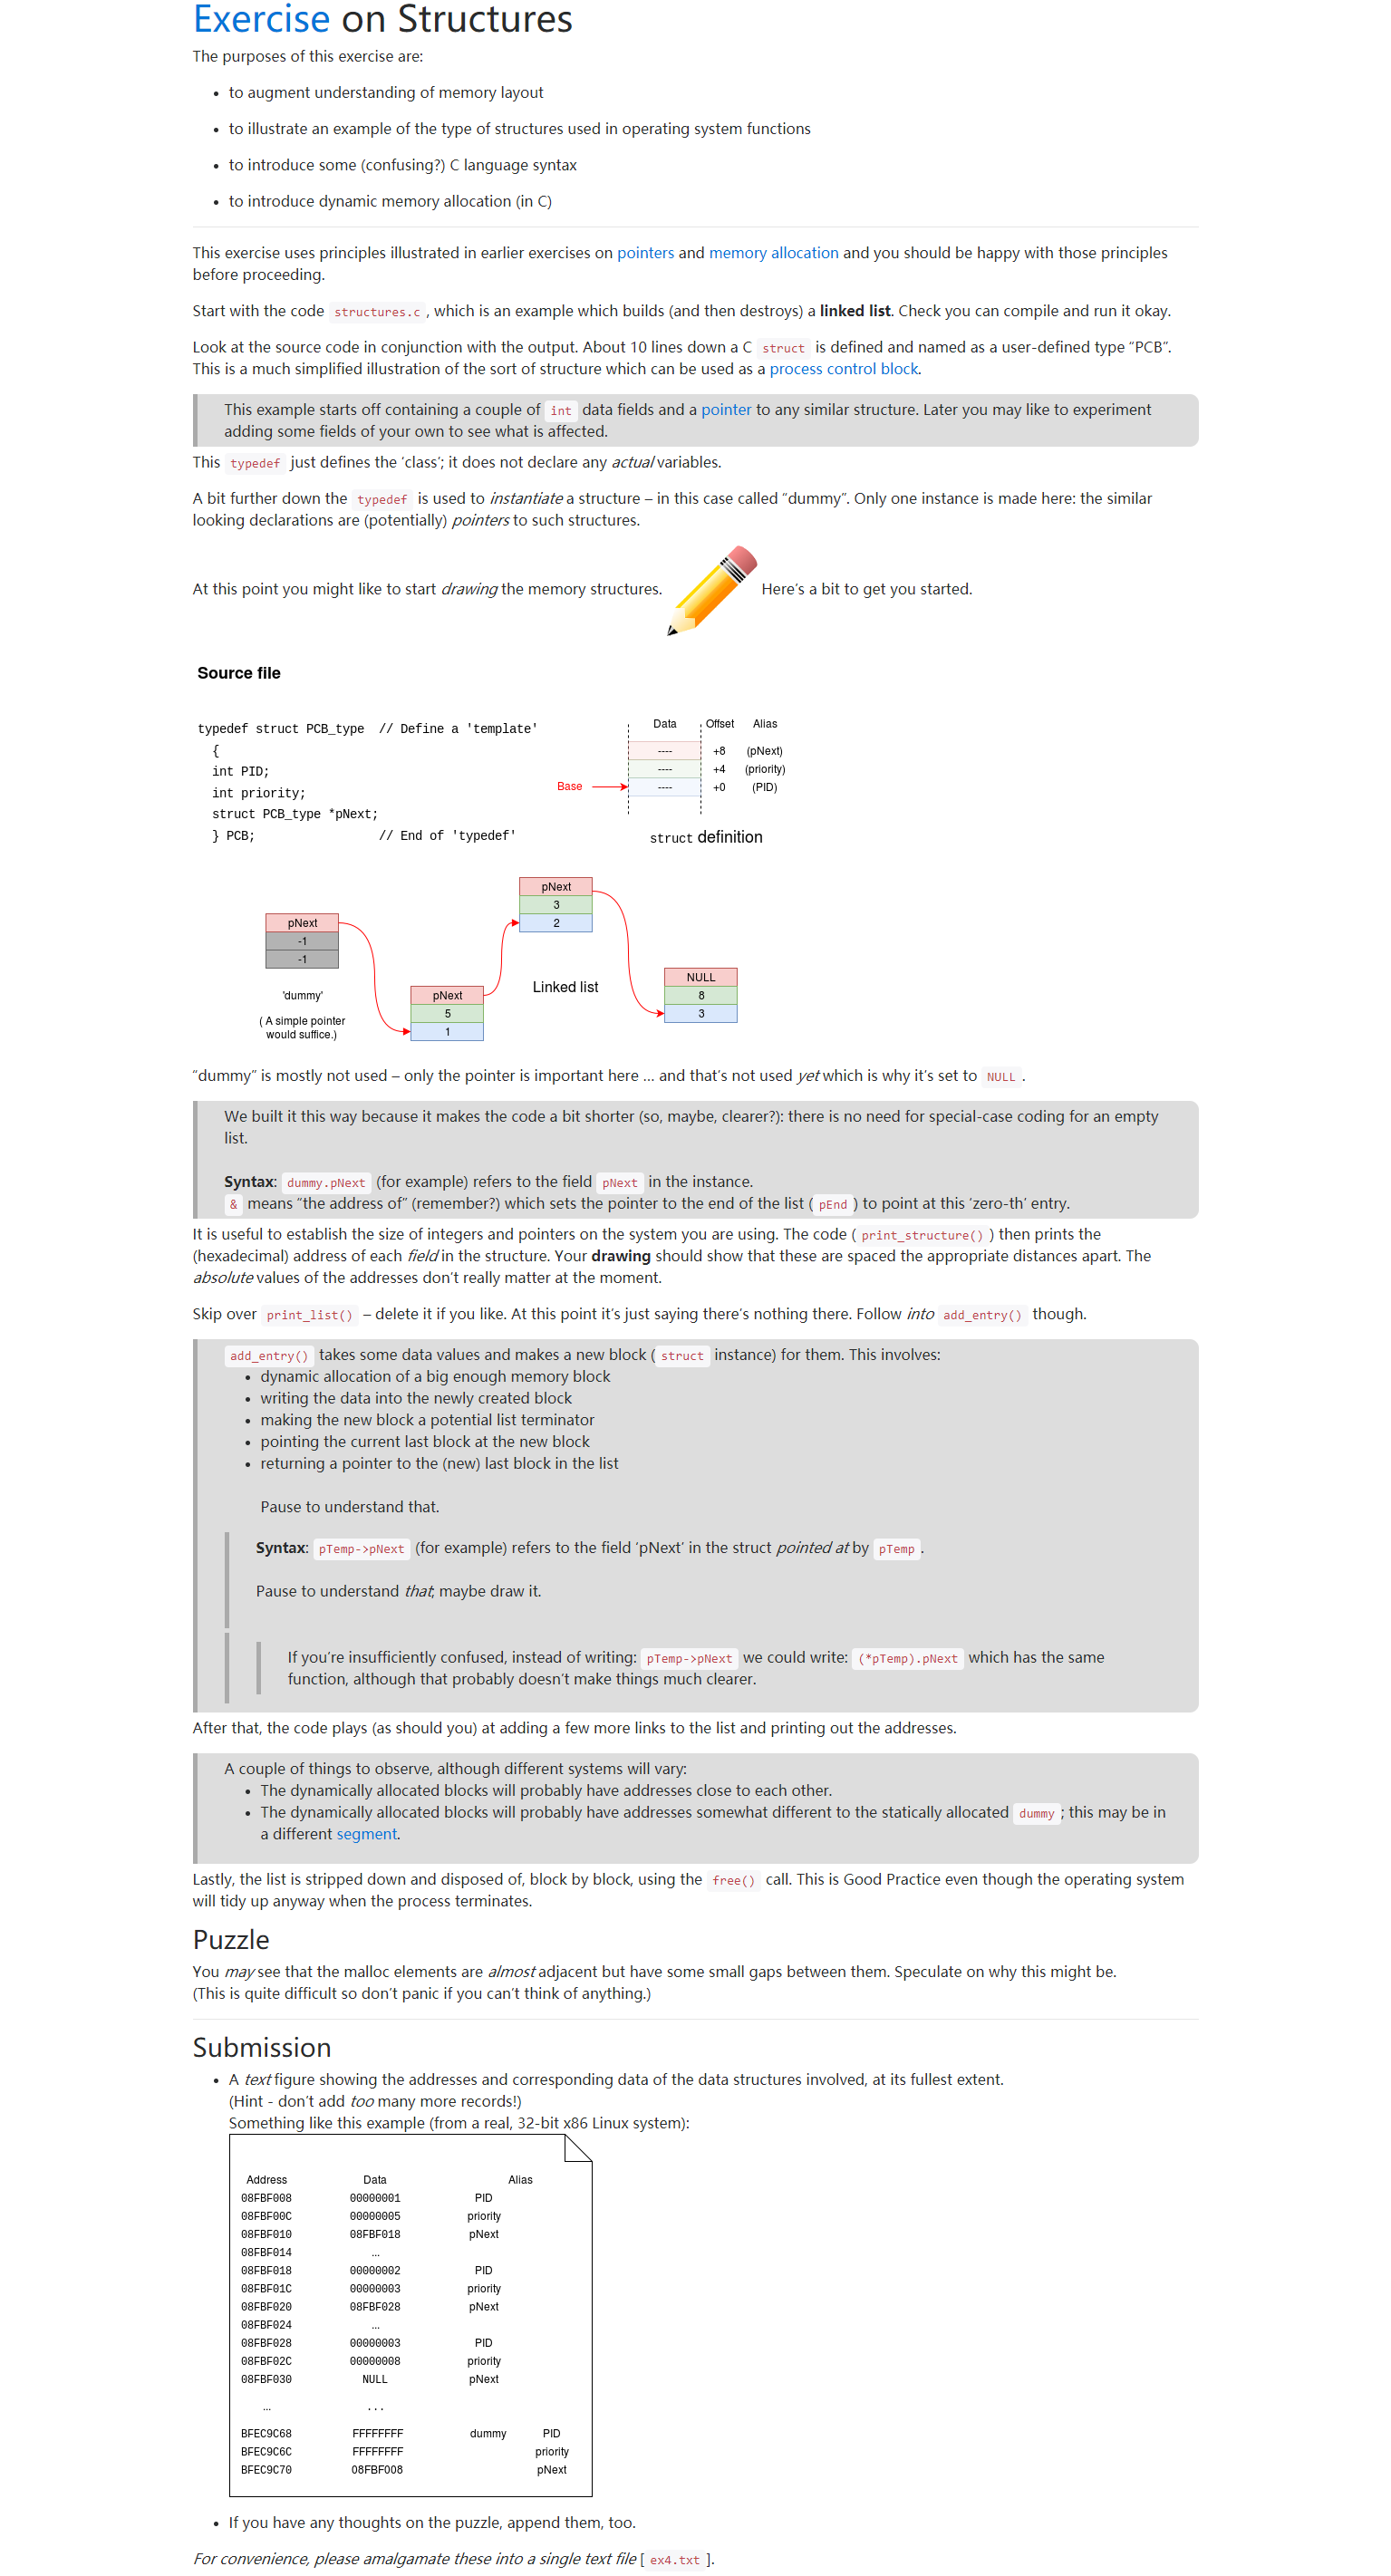 Exercise on Structures
The purposes of this exercise are:
• to augment understanding of memory layout
• to illustrate an example of the type of structures used in operating system functions
• to introduce some (confusing?) C language syntax
• to introduce dynamic memory allocation (in C)
This exercise uses principles illustrated in earlier exercises on pointers and memory allocation and you should be happy with those principles
before proceeding.
Start with the code structures.c , which is an example which builds (and then destroys) a linked list. Check you can compile and run it okay.
Look at the source code in conjunction with the output. About 10 lines down a C struct is defined and named as a user-defined type “PCB”.
This is a much simplified illustration of the sort of structure which can be used as a process control block.
This example starts off containing a couple of int data fields and a pointer to any similar structure. Later you may like to experiment
adding some fields of your own to see what is affected.
This typedef just defines the ‘class’; it does not declare any actual variables.
A bit further down the typedef is used to instantiate a structure – in this case called “dummy”. Only one instance is made here: the similar
looking declarations are (potentially) pointers to such structures.
At this point you might like to start drawing the memory structures. Here’s a bit to get you started.
Source file
Data Offset Alias
typedef struct PCB_type // Define a 'template'
{ ---- +8 (pNext)
int PID; ---- +4 (priority)
int priority; Base ---- +0 (PID)
struct PCB_type *pNext;
} PCB; // End of 'typedef' struct definition
pNext
3
2
pNext
-1
-1
'dummy'
( A simple pointer
would suffice.)
pNext
5
1
Linked list
NULL
8
3
“dummy” is mostly not used – only the pointer is important here … and that’s not used yet which is why it’s set to NULL .
We built it this way because it makes the code a bit shorter (so, maybe, clearer?): there is no need for special-case coding for an empty
list.
Syntax: dummy.pNext (for example) refers to the field pNext in the instance.
& means “the address of” (remember?) which sets the pointer to the end of the list ( pEnd ) to point at this ‘zero-th’ entry.
It is useful to establish the size of integers and pointers on the system you are using. The code ( print_structure() ) then prints the
(hexadecimal) address of each field in the structure. Your drawing should show that these are spaced the appropriate distances apart. The
absolute values of the addresses don’t really matter at the moment.
Skip over print_list() – delete it if you like. At this point it’s just saying there’s nothing there. Follow into add_entry() though.
add_entry() takes some data values and makes a new block ( struct instance) for them. This involves:
• dynamic allocation of a big enough memory block
• writing the data into the newly created block
• making the new block a potential list terminator
• pointing the current last block at the new block
• returning a pointer to the (new) last block in the list
Pause to understand that.
Syntax: pTemp->pNext (for example) refers to the field ‘pNext’ in the struct pointed at by pTemp .
Pause to understand that; maybe draw it.
If you’re insufficiently confused, instead of writing: pTemp->pNext we could write: (*pTemp).pNext which has the same
function, although that probably doesn’t make things much clearer.
After that, the code plays (as should you) at adding a few more links to the list and printing out the addresses.
A couple of things to observe, although different systems will vary:
• The dynamically allocated blocks will probably have addresses close to each other.
• The dynamically allocated blocks will probably have addresses somewhat different to the statically allocated dummy ; this may be in
a different segment.
Lastly, the list is stripped down and disposed of, block by block, using the free() call. This is Good Practice even though the operating system
will tidy up anyway when the process terminates.
Puzzle
You may see that the malloc elements are almost adjacent but have some small gaps between them. Speculate on why this might be.
(This is quite difficult so don’t panic if you can’t think of anything.)
Submission
• A text figure showing the addresses and corresponding data of the data structures involved, at its fullest extent.
(Hint - don’t add too many more records!)
Something like this example (from a real, 32-bit x86 Linux system):
Address Data Alias
08FBF008 00000001 PID
08FBF00C 00000005 priority
08FBF010 08FBF018 pNext
08FBF014 ...
08FBF018 00000002 PID
08FBF01C 00000003 priority
08FBF020 08FBF028 pNext
08FBF024 ...
08FBF028 00000003 PID
08FBF02C 00000008 priority
08FBF030 NULL pNext
... ...
BFEC9C68 FFFFFFFF dummy PID
BFEC9C6C FFFFFFFF priority
BFEC9C70 08FBF008 pNext
• If you have any thoughts on the puzzle, append them, too.
For convenience, please amalgamate these into a single text file [ ex4.txt ].